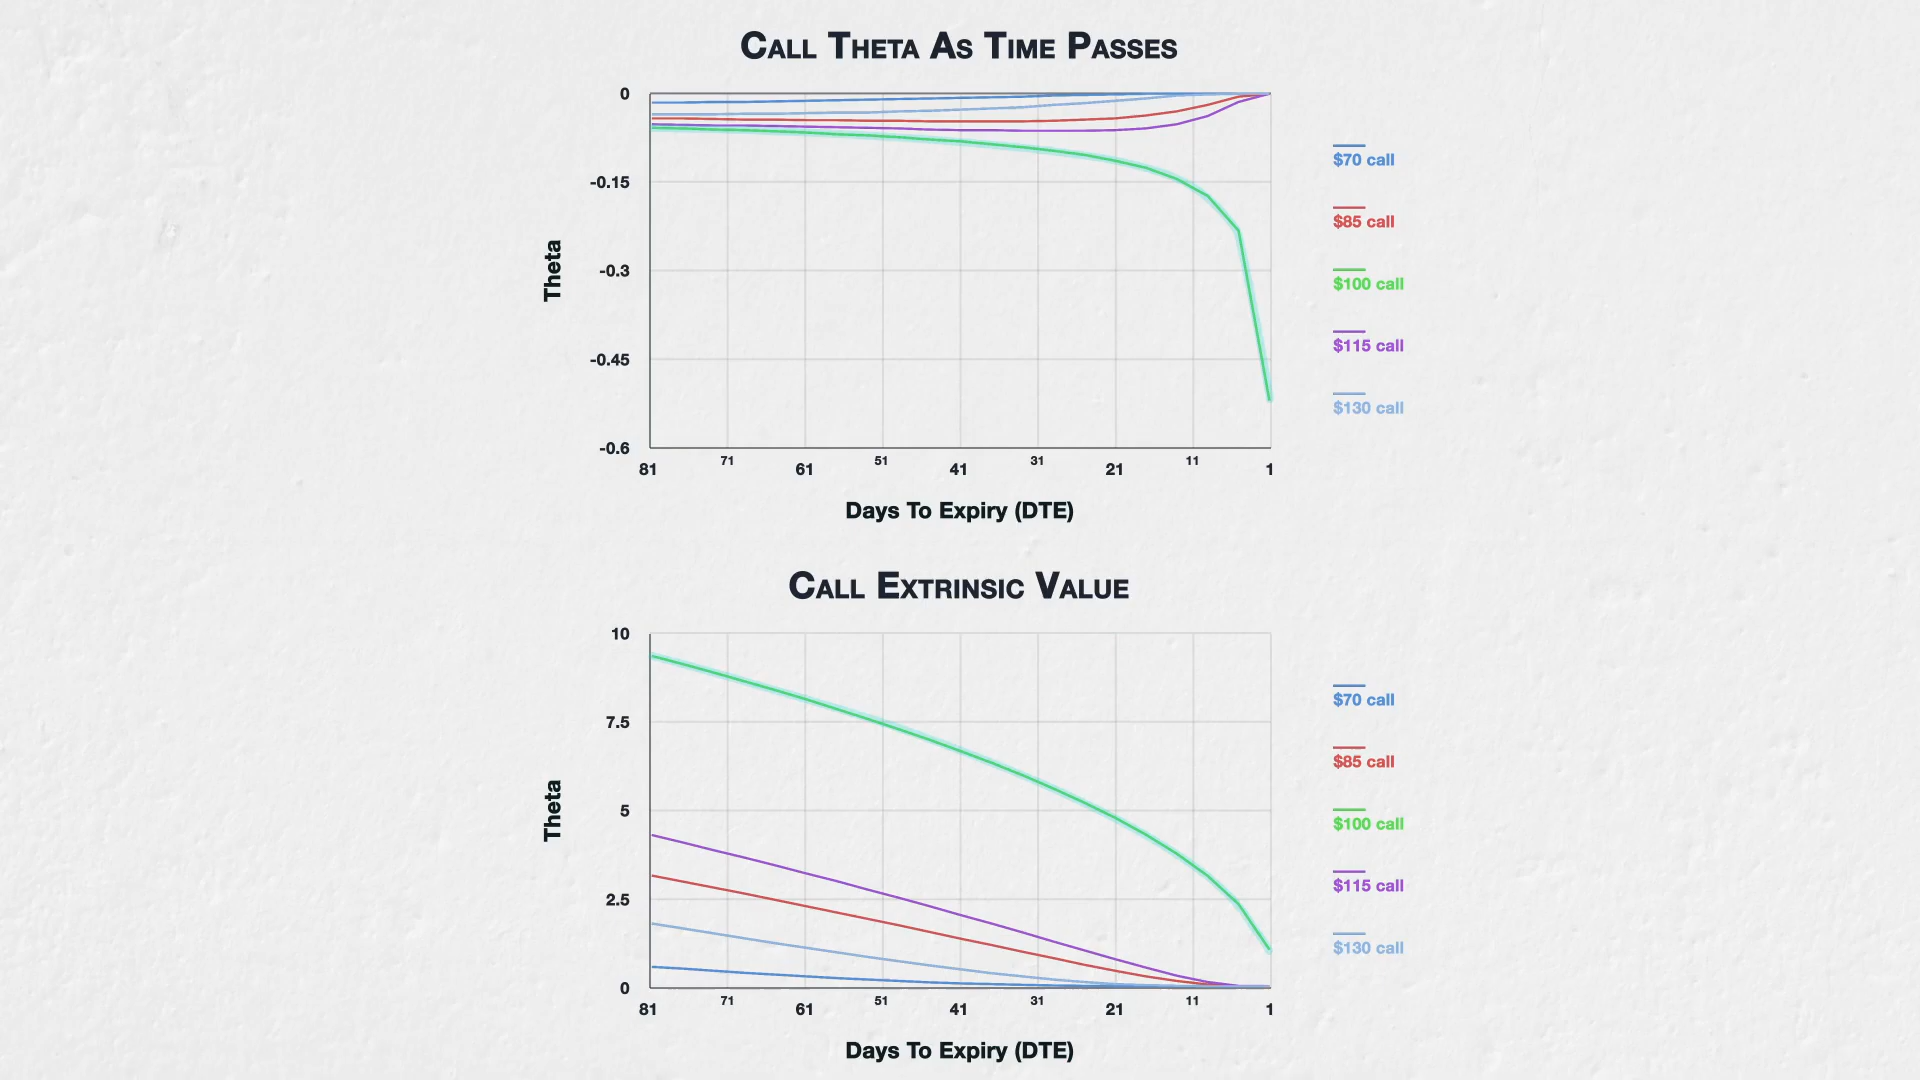 Call Theta As Time Passes
0
-0.15
-0.3
-0.45
-0.6
Theta
81 71 61 51 41 31 21 11 1
Days To Expiry (DTE)
$70 call
$85 call
$100 call
$115 call
$130 call
Call Extrinsic Value
10
7.5
5
2.5
0
Theta
81 71 61 51 41 31 21 11 1
Days To Expiry (DTE)
$70 call
$85 call
$100 call
$115 call
$130 call